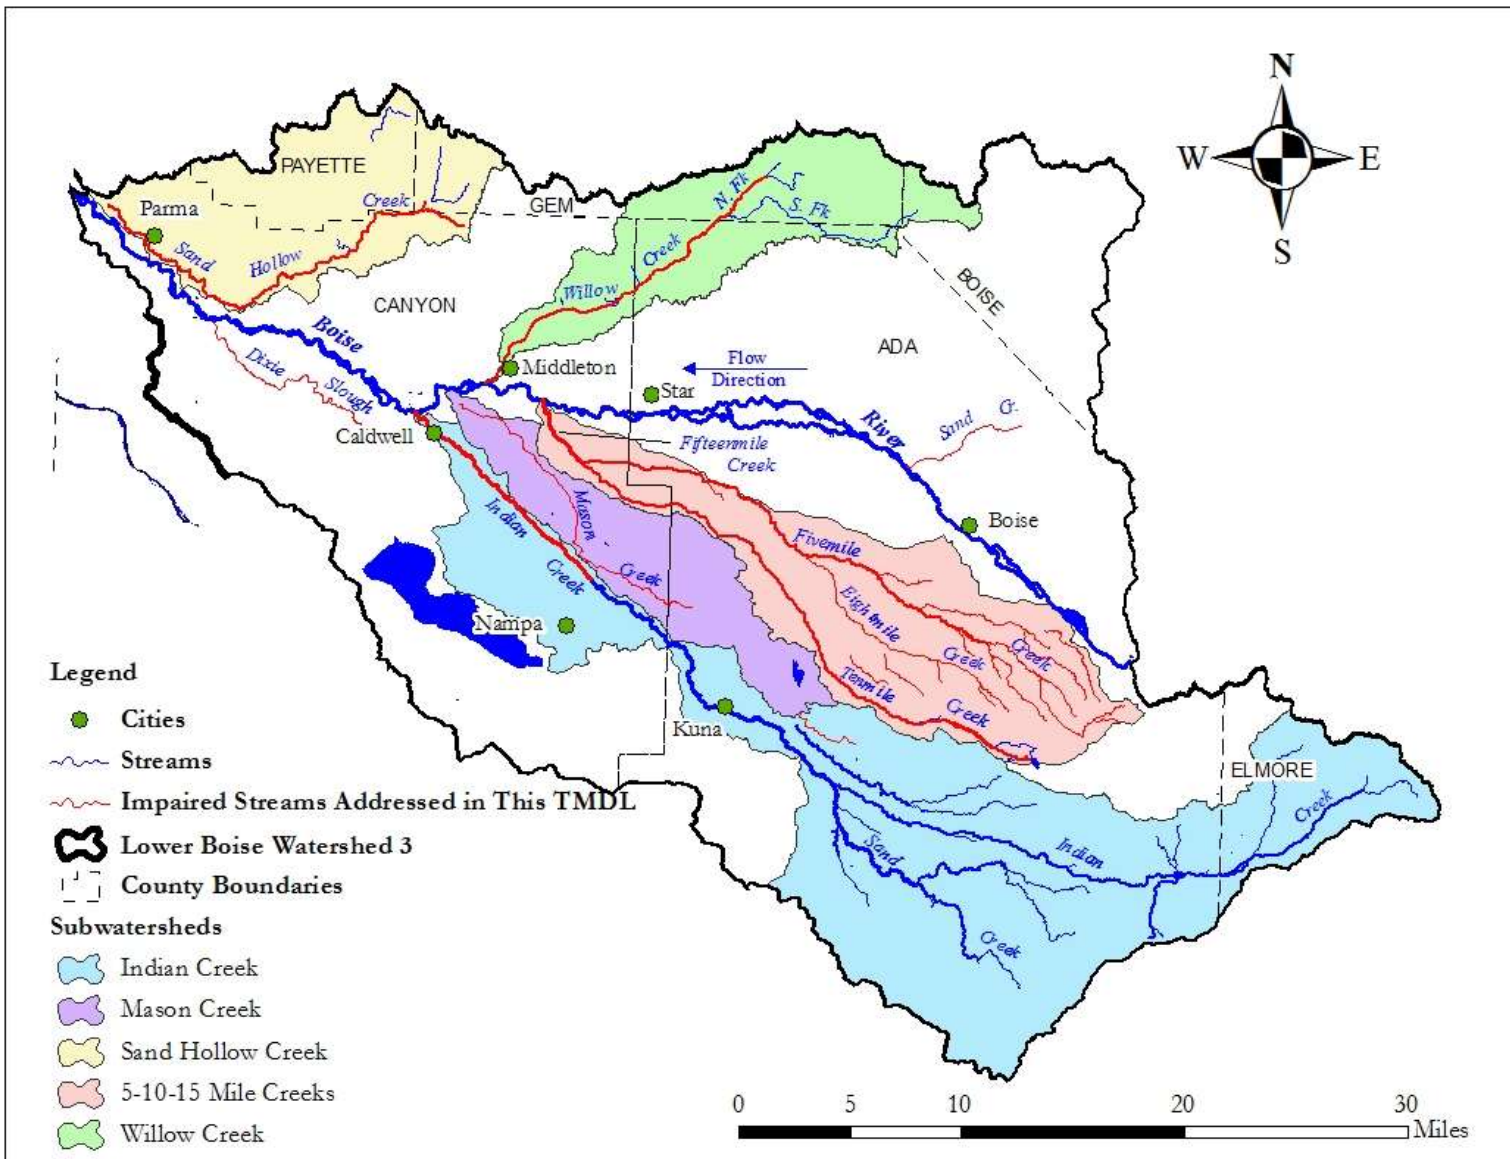 N
W E
S
PAYETTE
Parma
Creek
GEM
N. Fk
S. Fk
Sand
Hollow
Creek
Willow
CANYON
BOISE
Boise
ADA
Dixie
Slough
Middleton
Flow
Direction
Star
River
Sand Cr.
Caldwell
Fifteenmile
Creek
Indian
Mason
Boise
Fivemile
Creek
Creek
Eightmile
Nampa
Creek
Creek
Tenmile
Creek
Kuna
ELMORE
Creek
Indian
Sand
Creek
Legend
Cities
Streams
Impaired Streams Addressed in This TMDL
Lower Boise Watershed 3
County Boundaries
Subwatersheds
Indian Creek
Mason Creek
Sand Hollow Creek
5-10-15 Mile Creeks
Willow Creek
0 5 10 20 30
Miles